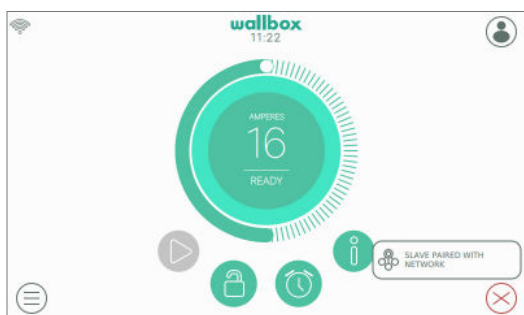 wallbox
11:22
AMPERES
16
READY
SLAVE PAIRED WITH
NETWORK